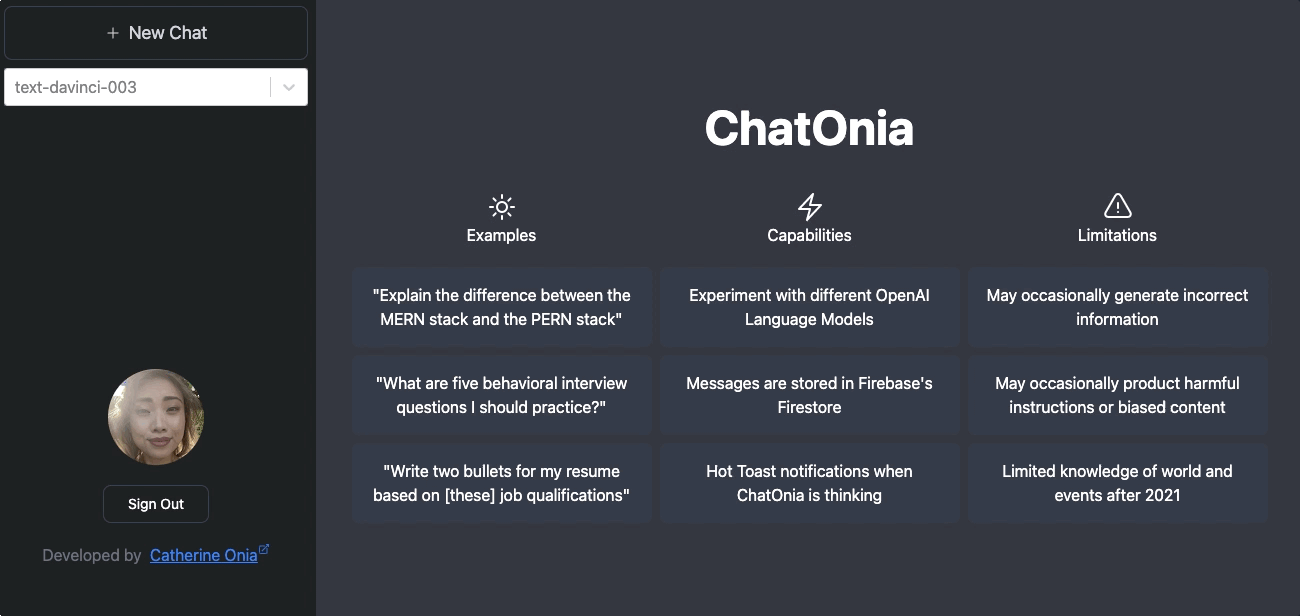 + New Chat
text-davinci-003
Sign Out
Developed by Catherine Onia
ChatOnia
Examples
"Explain the difference between the
MERN stack and the PERN stack"
"What are five behavioral interview
questions I should practice?"
"Write two bullets for my resume
based on [these] job qualifications"
Capabilities
Experiment with different OpenAI
Language Models
Messages are stored in Firebase's
Firestore
Hot Toast notifications when
ChatOnia is thinking
Limitations
May occasionally generate incorrect
information
May occasionally product harmful
instructions or biased content
Limited knowledge of world and
events after 2021